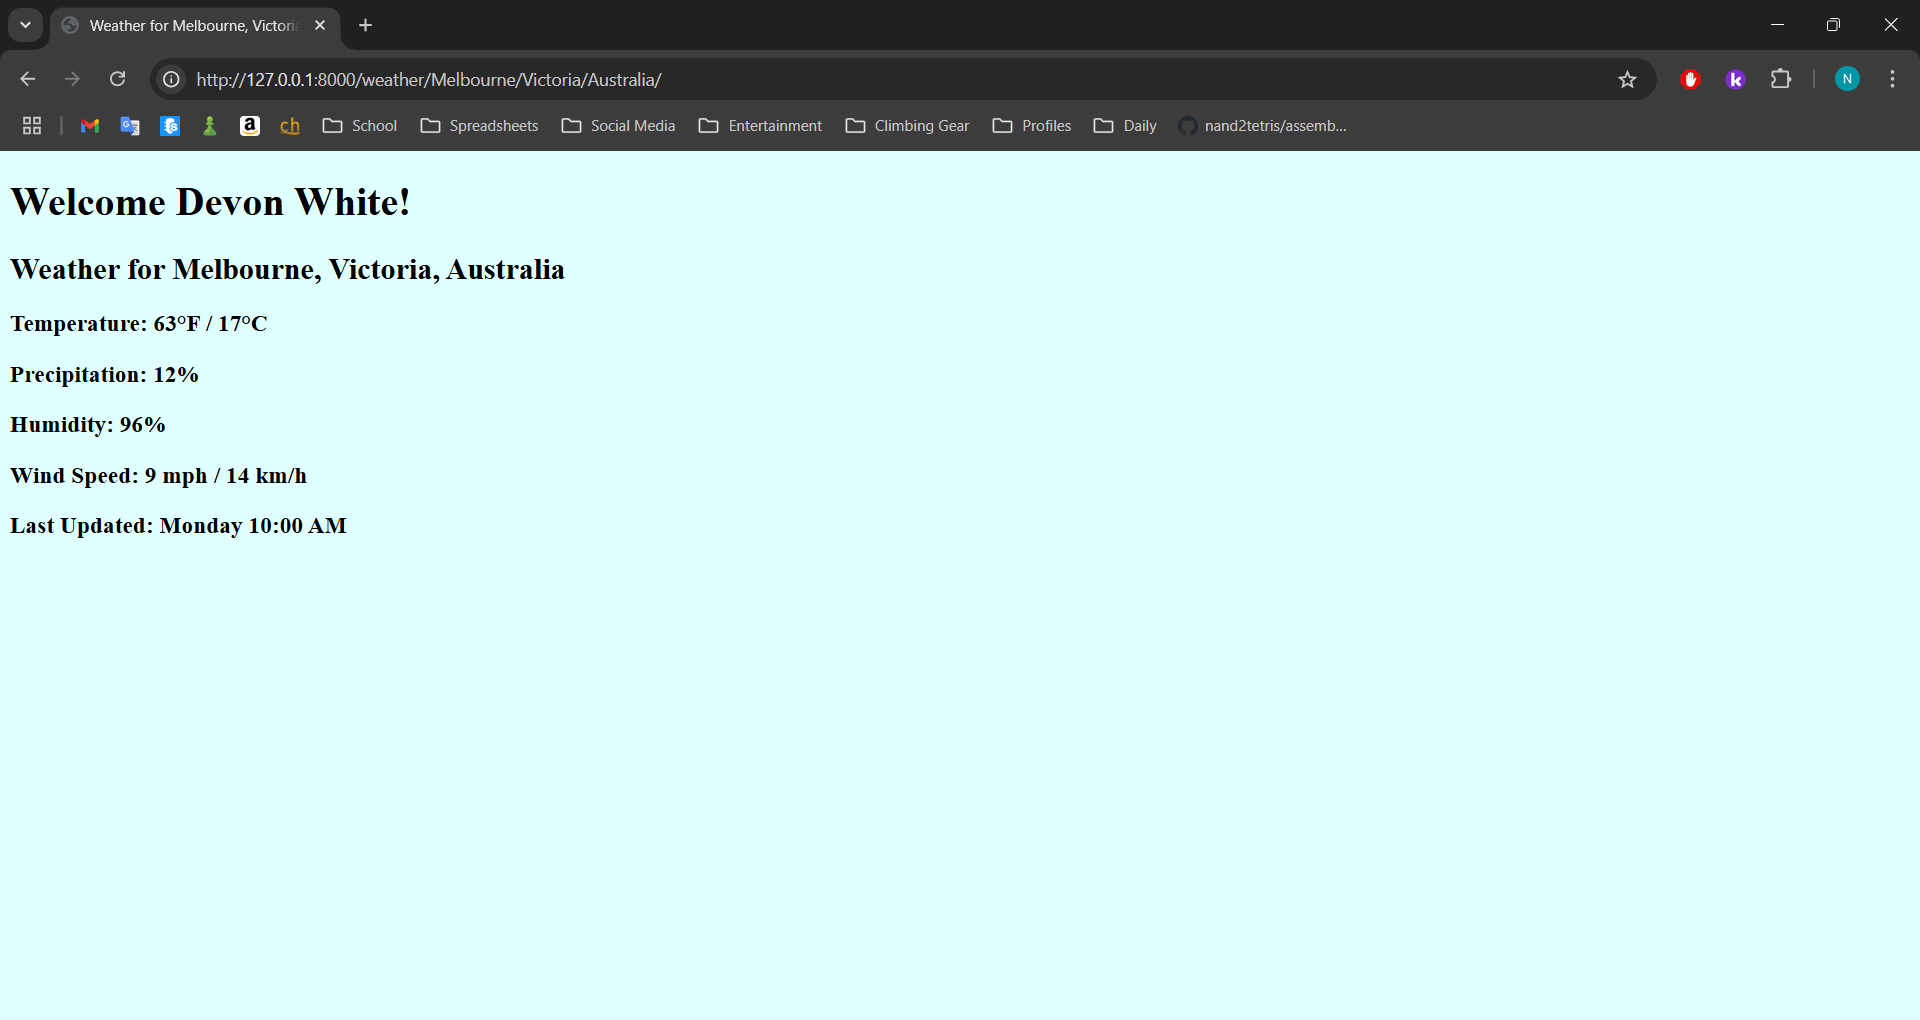 Weather for Melbourne, Victori
http://127.0.0.1:8000/weather/Melbourne/Victoria/Australia/
N
a
ch
k
School
Spreadsheets
Social Media
Entertainment
Climbing Gear
Profiles
Daily
nand2tetris/assemb...
Welcome Devon White!
Weather for Melbourne, Victoria, Australia
Temperature: 63°F / 17°C
Precipitation: 12%
Humidity: 96%
Wind Speed: 9 mph / 14 km/h
Last Updated: Monday 10:00 AM